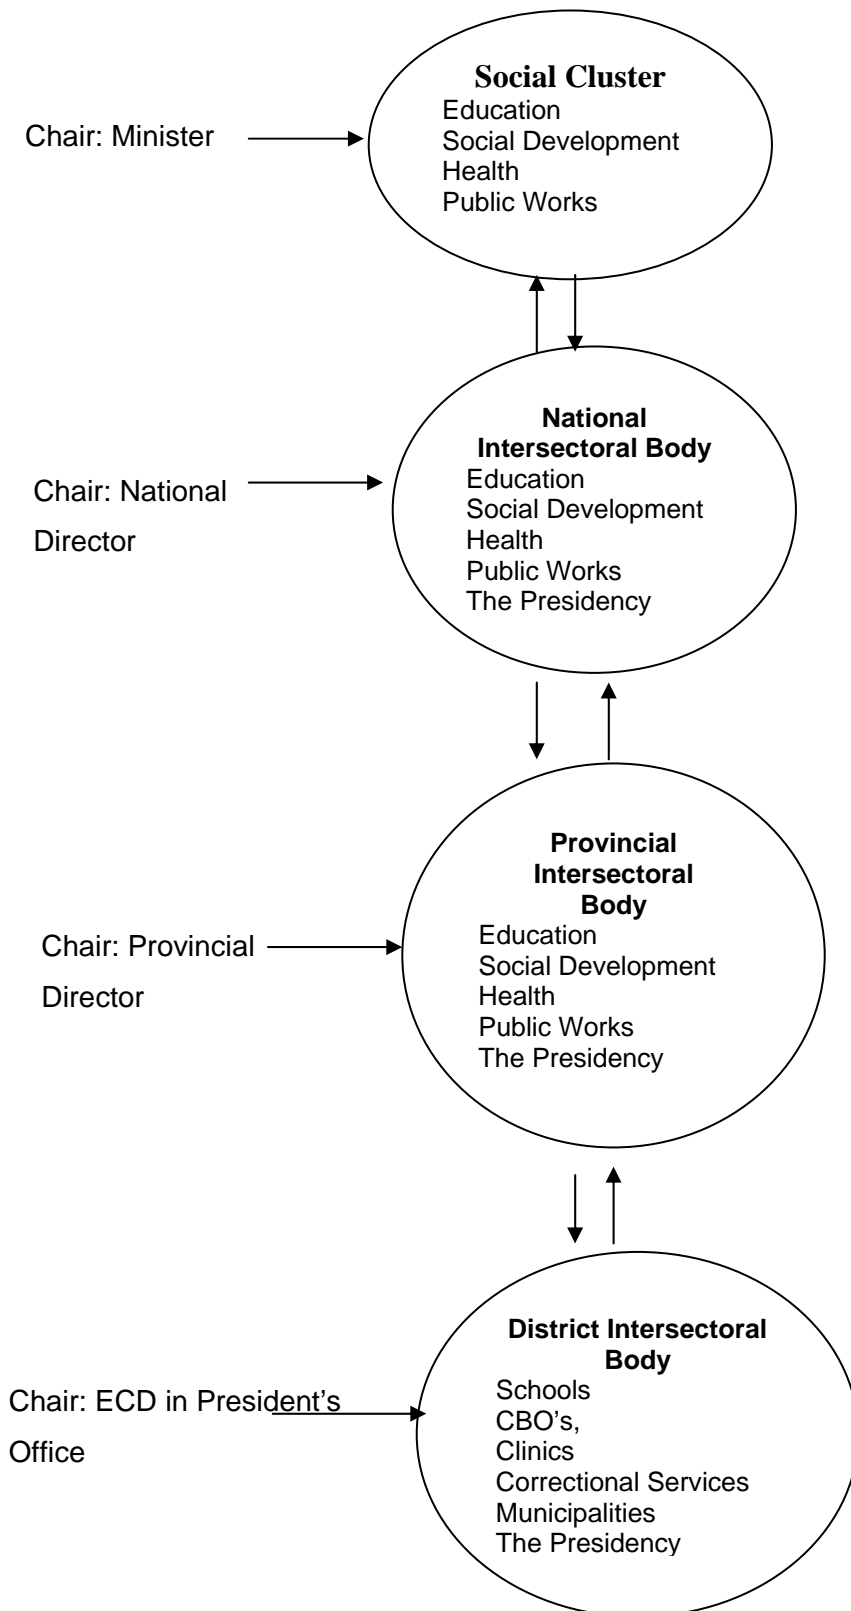 Social Cluster
Education
Social Development
Health
Public Works
Chair: Minister
National
Intersectoral Body
Education
Social Development
Health
Public Works
The Presidency
Chair: National
Director
Provincial
Intersectoral
Body
Education
Social Development
Health
Public Works
The Presidency
Chair: Provincial
Director
District Intersectoral
Body
Schools
CBO's,
Clinics
Correctional Services
Municipalities
The Presidency
Chair: ECD in President's
Office